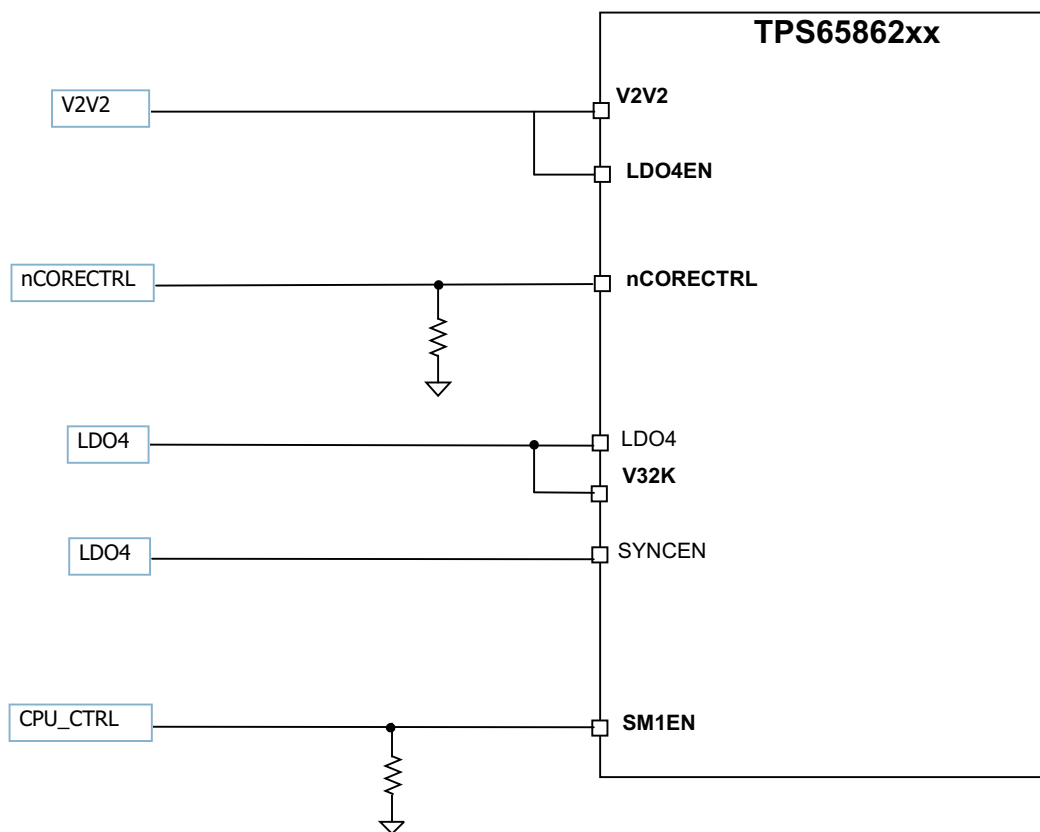 TPS65862xx
V2V2
V2V2
LDO4EN
nCORECTRL
nCORECTRL
LDO4
LDO4
V32K
LDO4
SYNCEN
CPU_CTRL
SM1EN